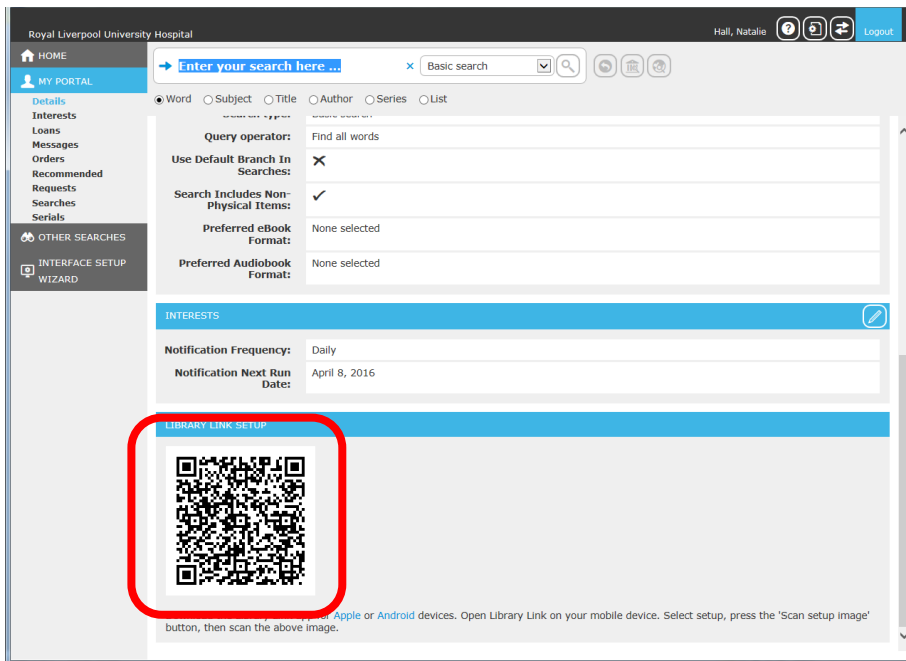 Royal Liverpool University Hospital
Hall, Natalie
Logout
HOME
MY PORTAL
Details
Interests
Loans
Messages
Orders
Recommended
Requests
Searches
Serials
OTHER SEARCHES
INTERFACE SETUP
WIZARD
Enter your search here ...
Basic search
Word Subject Title Author Series List
Query operator: Find all words
Use Default Branch In
Searches:
Search Includes Non-
Physical Items:
Preferred eBook
Format:
None selected
Preferred Audiobook
Format:
None selected
INTERESTS
Notification Frequency: Daily
Notification Next Run
Date:
April 8, 2016
LIBRARY LINK SETUP
Apple or Android devices. Open Library Link on your mobile device. Select setup, press the 'Scan setup image'
button, then scan the above image.